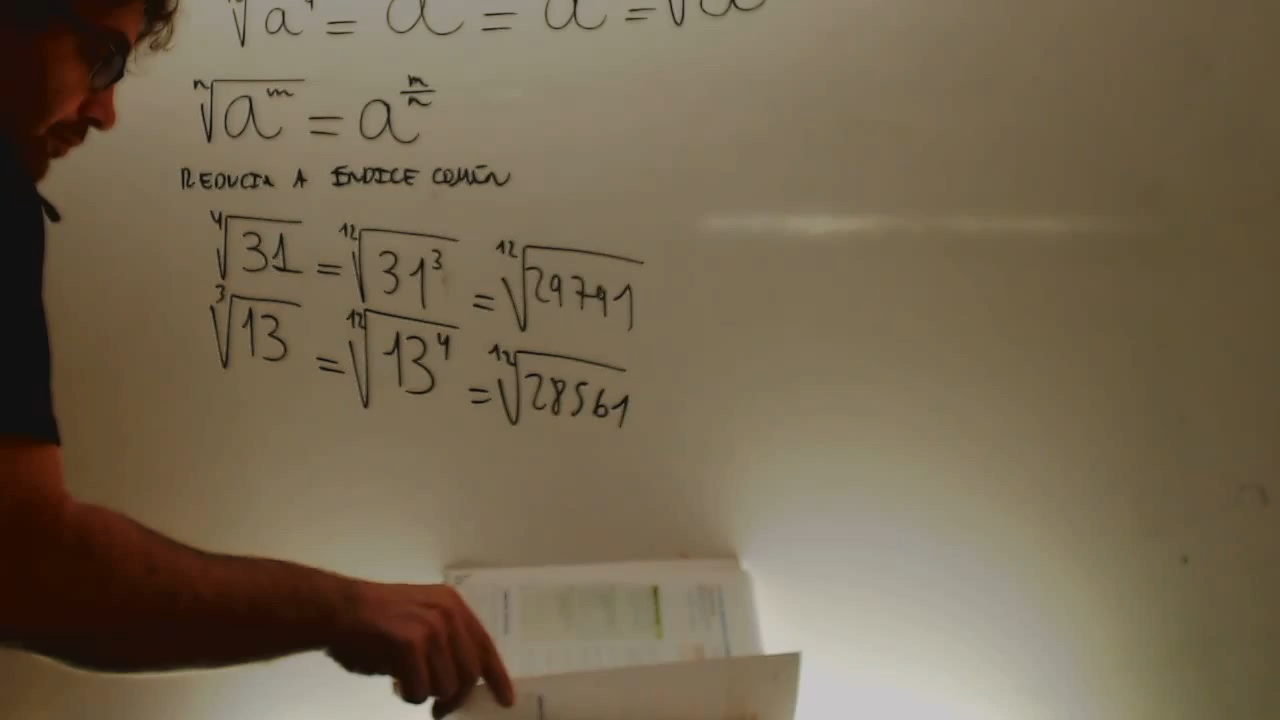 ⁿ√aᵐ = a^(m/n)
REDUCIR A ÍNDICE COMÚN
⁴√31 = ¹²√31³ = ¹²√29791
³√13 = ¹²√13⁴ = ¹²√28561